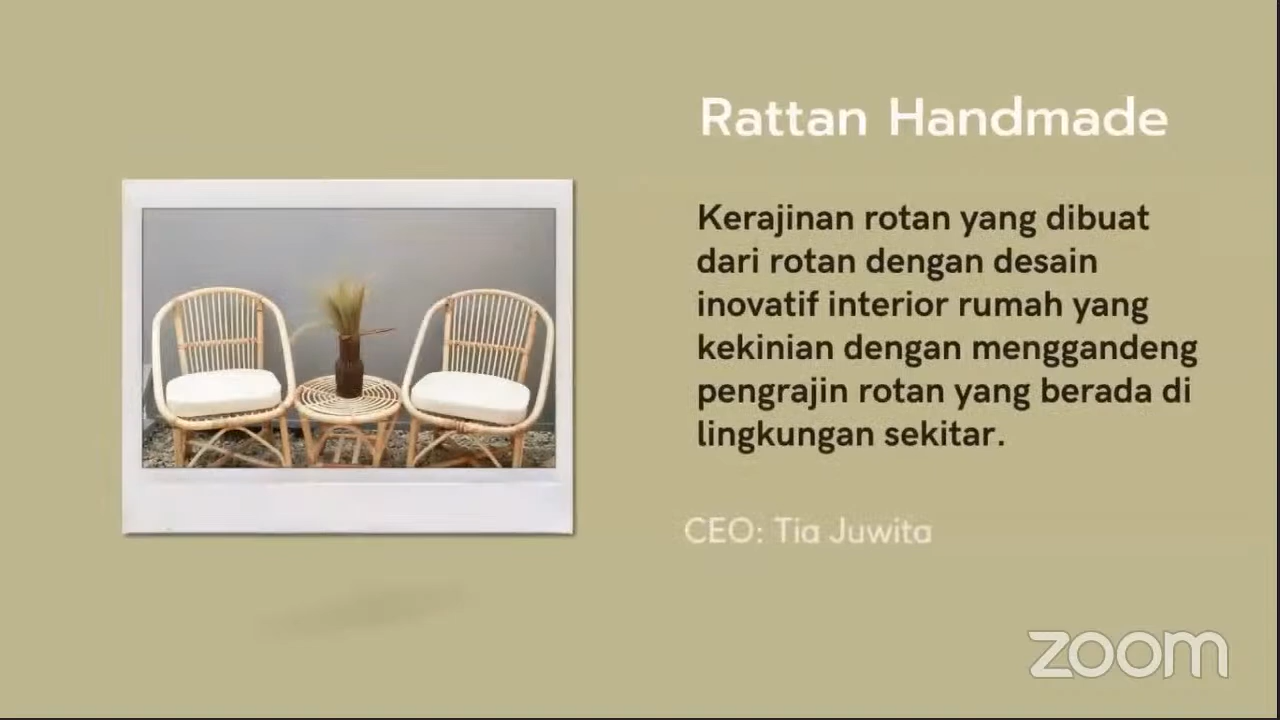 Rattan Handmade
Kerajinan rotan yang dibuat
dari rotan dengan desain
inovatif interior rumah yang
kekinian dengan menggandeng
pengrajin rotan yang berada di
lingkungan sekitar.
CEO: Tia Juwita
zoom